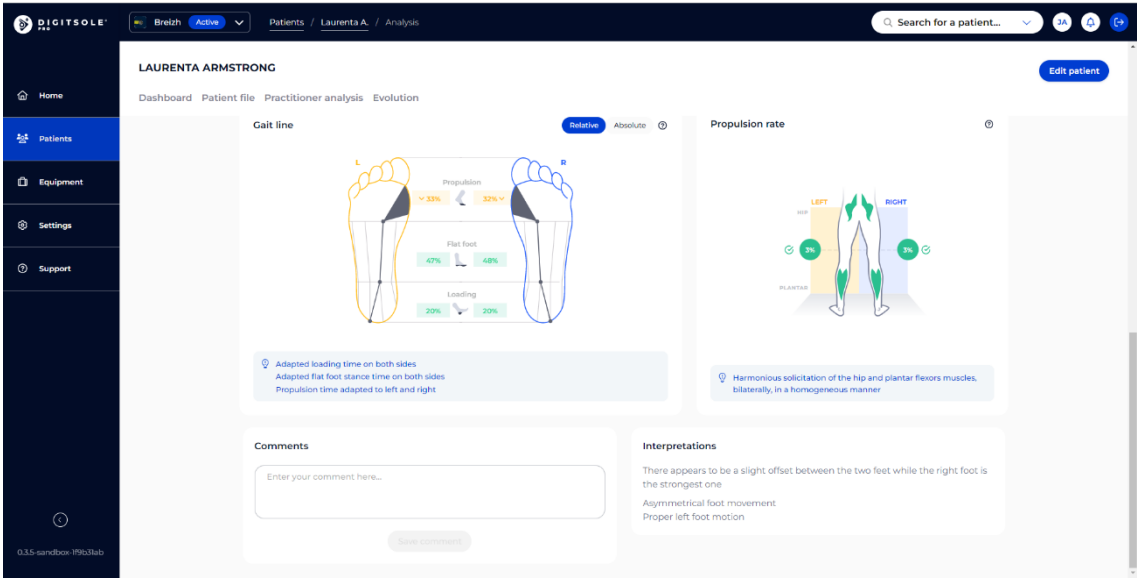 DIGITSOLE
PRO
Breizh Active
Patients / Laurenta A. / Analysis
Search for a patient...
JA
LAURENTA ARMSTRONG
Edit patient
Dashboard Patient file Practitioner analysis Evolution
Home
Patients
Equipment
Settings
Support
0.3.5-sandbox-1f9b31ab
Gait line
Relative Absolute
L
R
Propulsion
33% 32%
Flat foot
47% 48%
Loading
20% 20%
Adapted loading time on both sides
Adapted flat foot stance time on both sides
Propulsion time adapted to left and right
Propulsion rate
LEFT RIGHT
HIP
3% 3%
PLANTAR
Harmonious solicitation of the hip and plantar flexors muscles,
bilaterally, in a homogeneous manner
Comments
Enter your comment here...
Save comment
Interpretations
There appears to be a slight offset between the two feet while the right foot is
the strongest one
Asymmetrical foot movement
Proper left foot motion